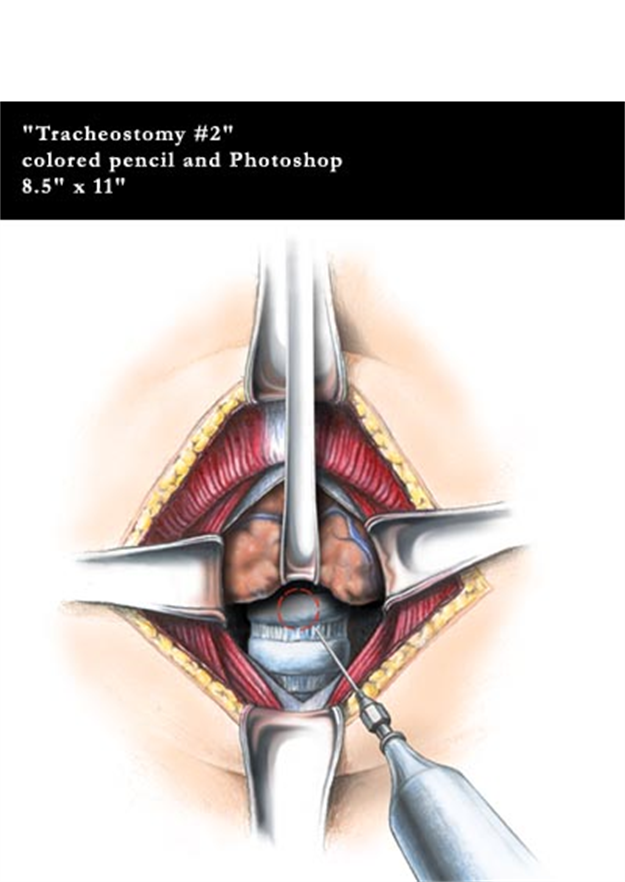 "Tracheostomy #2"
colored pencil and Photoshop
8.5" x 11"